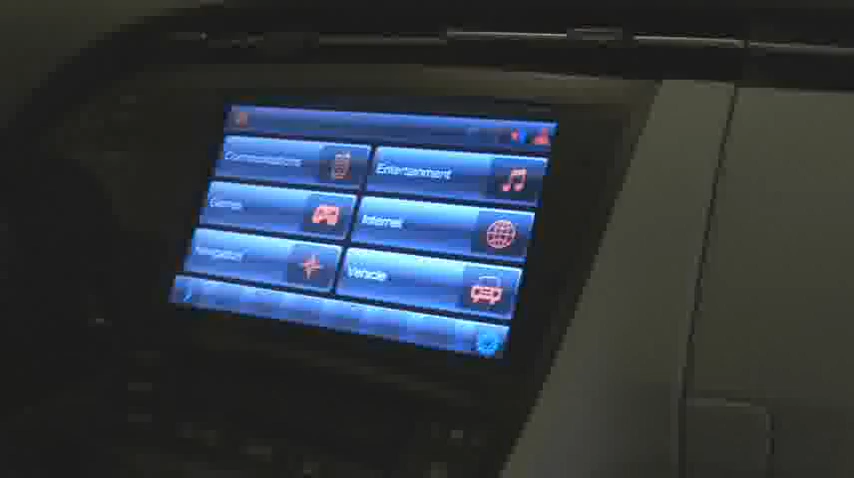 Communications
Entertainment
Games
Internet
Navigation
Vehicle